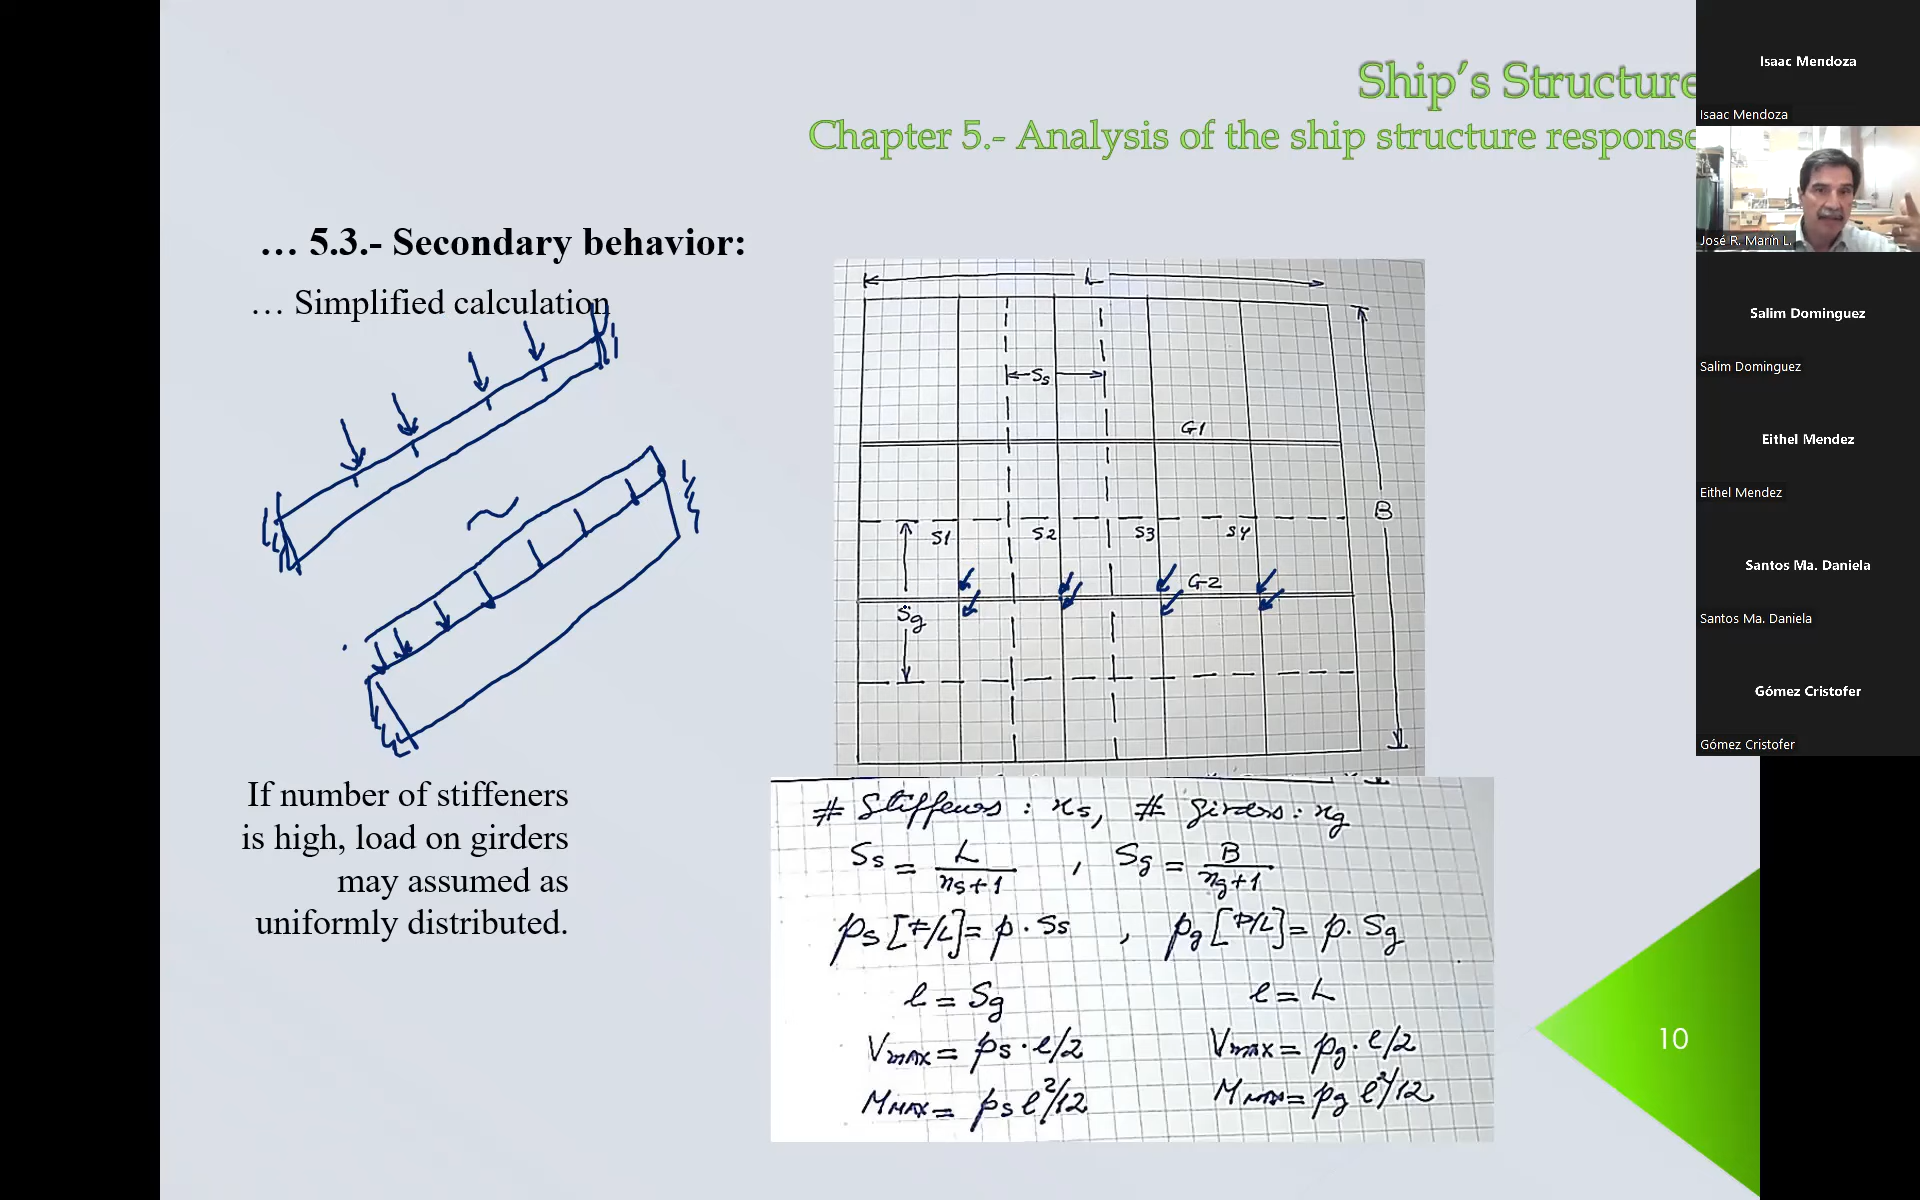 Ship's Structure
Chapter 5.- Analysis of the ship structure response
… 5.3.- Secondary behavior:
… Simplified calculation
L
Ss
G1
B
S1
S2
S3
S4
G2
Sg
If number of stiffeners
is high, load on girders
may assumed as
uniformly distributed.
# Stiffeners : ns, # girders : ng
Ss = L/(ns+1) , Sg = B/(ng+1)
ps [F/L] = p · Ss , pg [F/L] = p · Sg
l = Sg l = L
VMAX = ps · l/2 VMAX = pg · l/2
MMAX = ps l²/12 MMAX = pg l²/12
10
Isaac Mendoza
Isaac Mendoza
José R. Marín L.
Salim Dominguez
Salim Dominguez
Eithel Mendez
Eithel Mendez
Santos Ma. Daniela
Santos Ma. Daniela
Gómez Cristofer
Gómez Cristofer